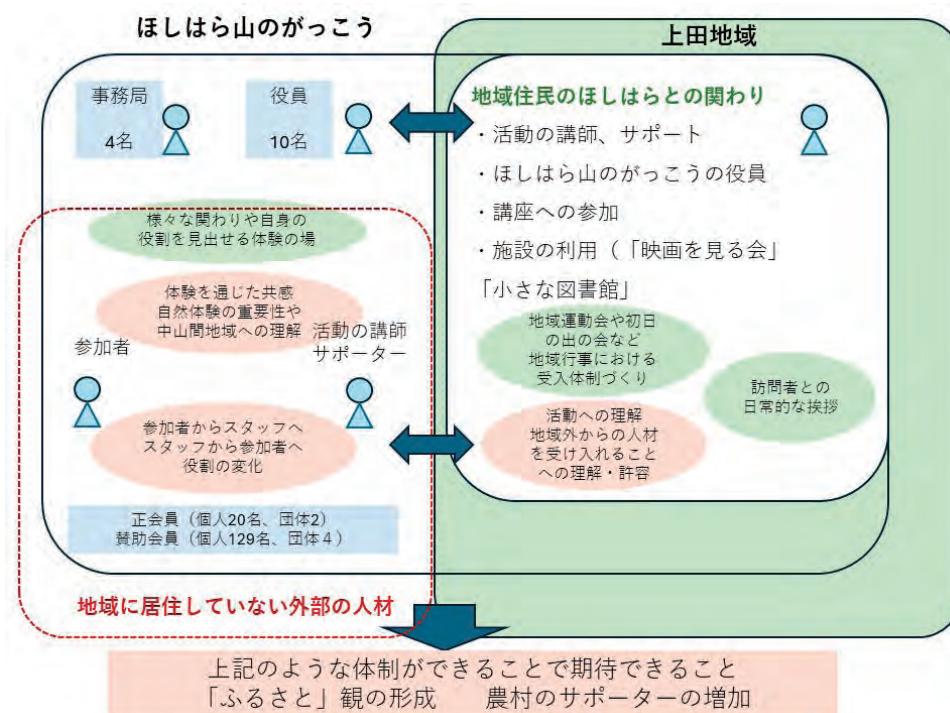 ほしはら山のがっこう
上田地域
事務局
4名
役員
10名
地域住民のほしはらとの関わり
・活動の講師、サポート
・ほしはら山のがっこうの役員
・講座への参加
・施設の利用（「映画を見る会」
「小さな図書館」
様々な関わりや自身の
役割を見出せる体験の場
体験を通じた共感
自然体験の重要性や
中山間地域への理解
参加者
活動の講師
サポーター
地域運動会や初日
の出の会など
地域行事における
受入体制づくり
訪問者との
日常的な挨拶
参加者からスタッフへ
スタッフから参加者へ
役割の変化
活動への理解
地域外からの人材
を受け入れること
への理解・許容
正会員（個人20名、団体2）
賛助会員（個人129名、団体４）
地域に居住していない外部の人材
上記のような体制ができることで期待できること
「ふるさと」観の形成　　農村のサポーターの増加